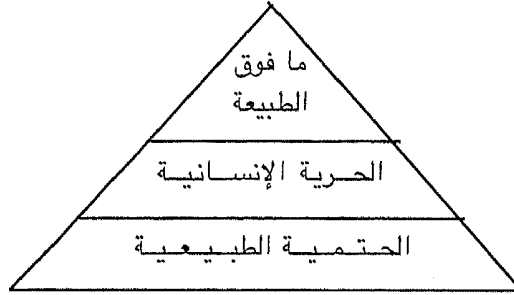 ما فوق
الطبيعة
الحرية الإنسانية
الحتمية الطبيعية